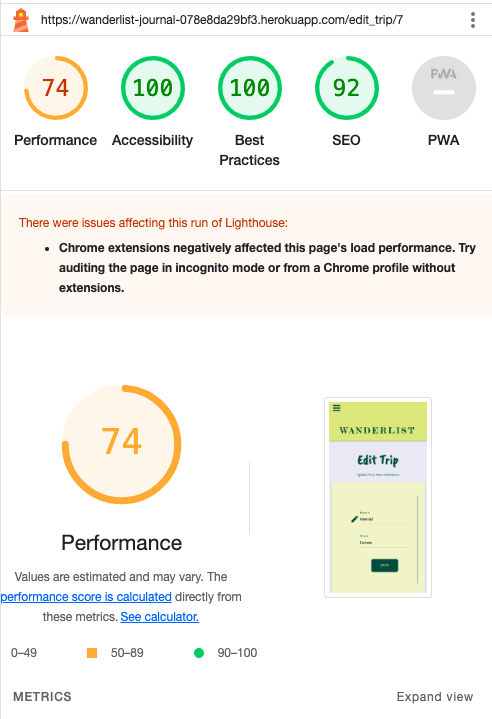 https://wanderlist-journal-078e8da29bf3.herokuapp.com/edit_trip/7
74 100 100 92 PWA
Performance Accessibility Best Practices SEO PWA
There were issues affecting this run of Lighthouse:
• Chrome extensions negatively affected this page's load performance. Try
auditing the page in incognito mode or from a Chrome profile without
extensions.
74
WANDERLIST
Edit Trip
Performance
Values are estimated and may vary. The
performance score is calculated directly from
these metrics. See calculator.
0–49 50–89 90–100
METRICS Expand view